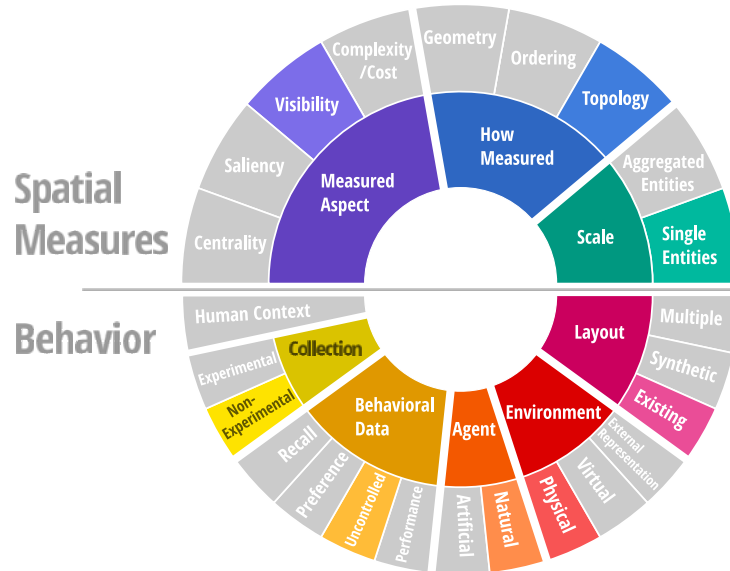 Complexity
/Cost
Geometry
Ordering
Visibility
Topology
Saliency
How
Measured
Aggregated
Entities
Measured
Aspect
Spatial
Measures
Centrality
Scale
Single
Entities
Human Context
Behavior
Collection
Layout
Multiple
Experimental
Synthetic
Non-
Experimental
Behavioral
Data
Agent
Environment
Existing
Recall
Preference
Uncontrolled
Performance
Artificial
Natural
Physical
Virtual
External
Representation